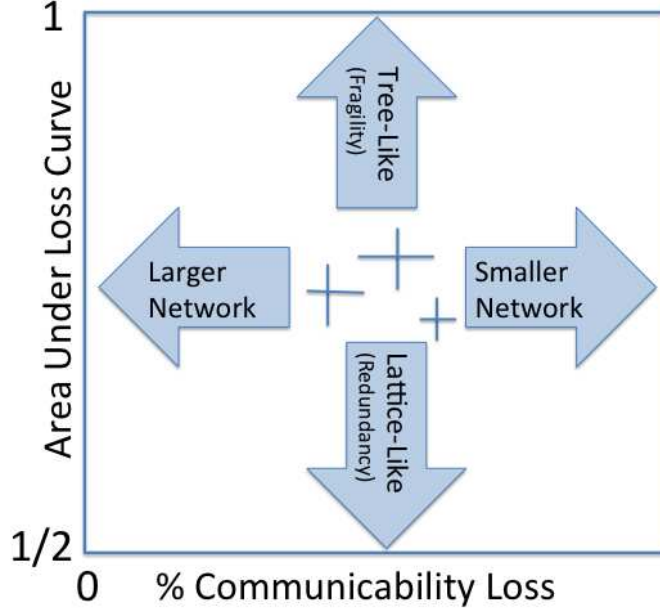 1
Area Under Loss Curve
Tree-Like
(Fragility)
Larger
Network
Smaller
Network
Lattice-Like
(Redundancy)
1/2
0
% Communicability Loss